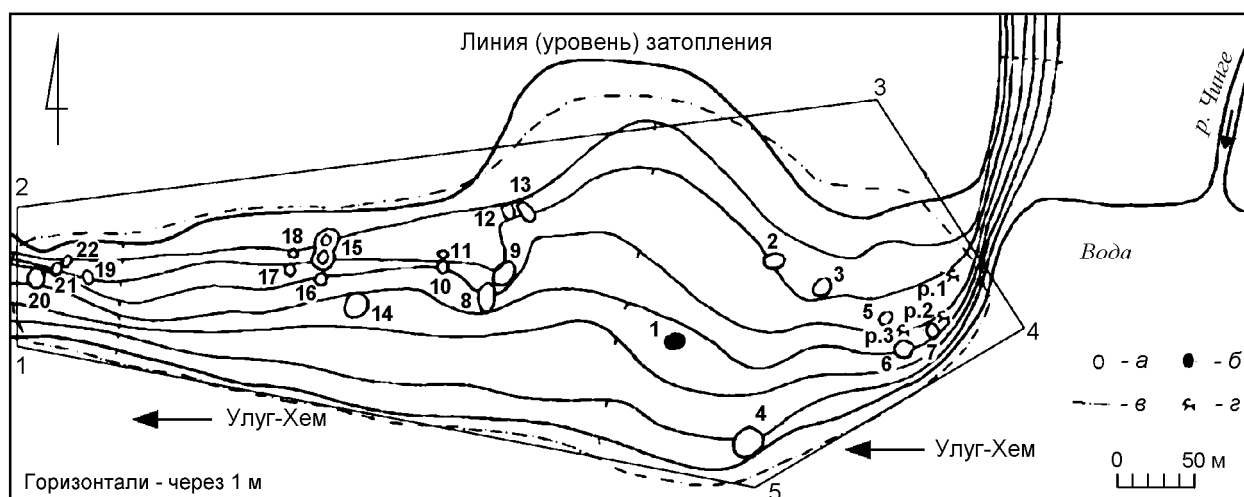 Линия (уровень) затопления
3
р. Чинге
2
13
12
18
15
11
9
2
22
17
10
3
Вода
19
16
р.1
21
8
5
р.2
20
14
1
р.3
4
1
6
7
- а
- б
4
- в
- г
Улуг-Хем
Улуг-Хем
0 50 м
Горизонтали - через 1 м
5